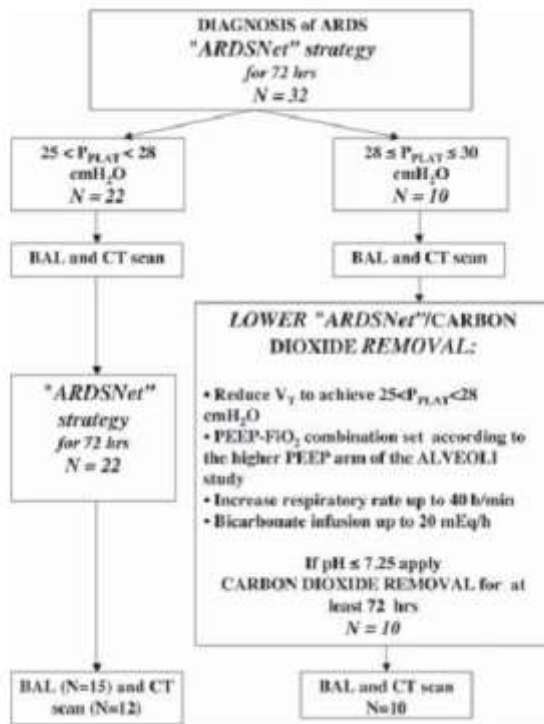 DIAGNOSIS of ARDS
"ARDSNet" strategy
for 72 hrs
N = 32
25 < PPLAT < 28
cmH2O
N = 22
28 ≤ PPLAT ≤ 30
cmH2O
N = 10
BAL and CT scan
BAL and CT scan
"ARDSNet"
strategy
for 72 hrs
N = 22
LOWER "ARDSNet"/CARBON
DIOXIDE REMOVAL:
• Reduce VT to achieve 25<PPLAT<28
cmH2O
• PEEP-FiO2 combination set according to
the higher PEEP arm of the ALVEOLI
study
• Increase respiratory rate up to 40 b/min
• Bicarbonate infusion up to 20 mEq/h
If pH ≤ 7.25 apply
CARBON DIOXIDE REMOVAL for at
least 72 hrs
N = 10
BAL (N=15) and CT
scan (N=12)
BAL and CT scan
N=10